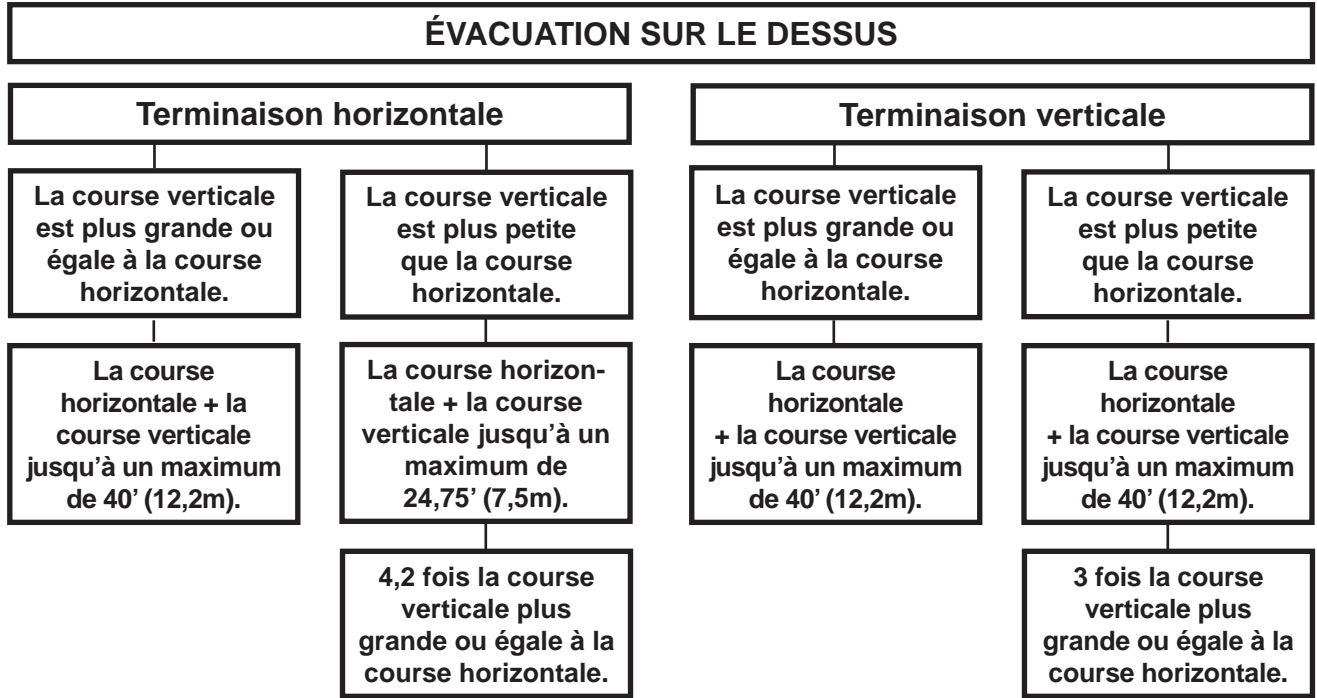 ÉVACUATION SUR LE DESSUS
Terminaison horizontale
La course verticale
est plus grande ou
égale à la course
horizontale.
La course
horizontale + la
course verticale
jusqu’à un maximum
de 40’ (12,2m).
La course verticale
est plus petite
que la course
horizontale.
La course horizon-
tale + la course
verticale jusqu’à un
maximum de
24,75’ (7,5m).
4,2 fois la course
verticale plus
grande ou égale à la
course horizontale.
Terminaison verticale
La course verticale
est plus grande ou
égale à la course
horizontale.
La course
horizontale
+ la course verticale
jusqu’à un maximum
de 40’ (12,2m).
La course verticale
est plus petite
que la course
horizontale.
La course
horizontale
+ la course verticale
jusqu’à un maximum
de 40’ (12,2m).
3 fois la course
verticale plus
grande ou égale à la
course horizontale.